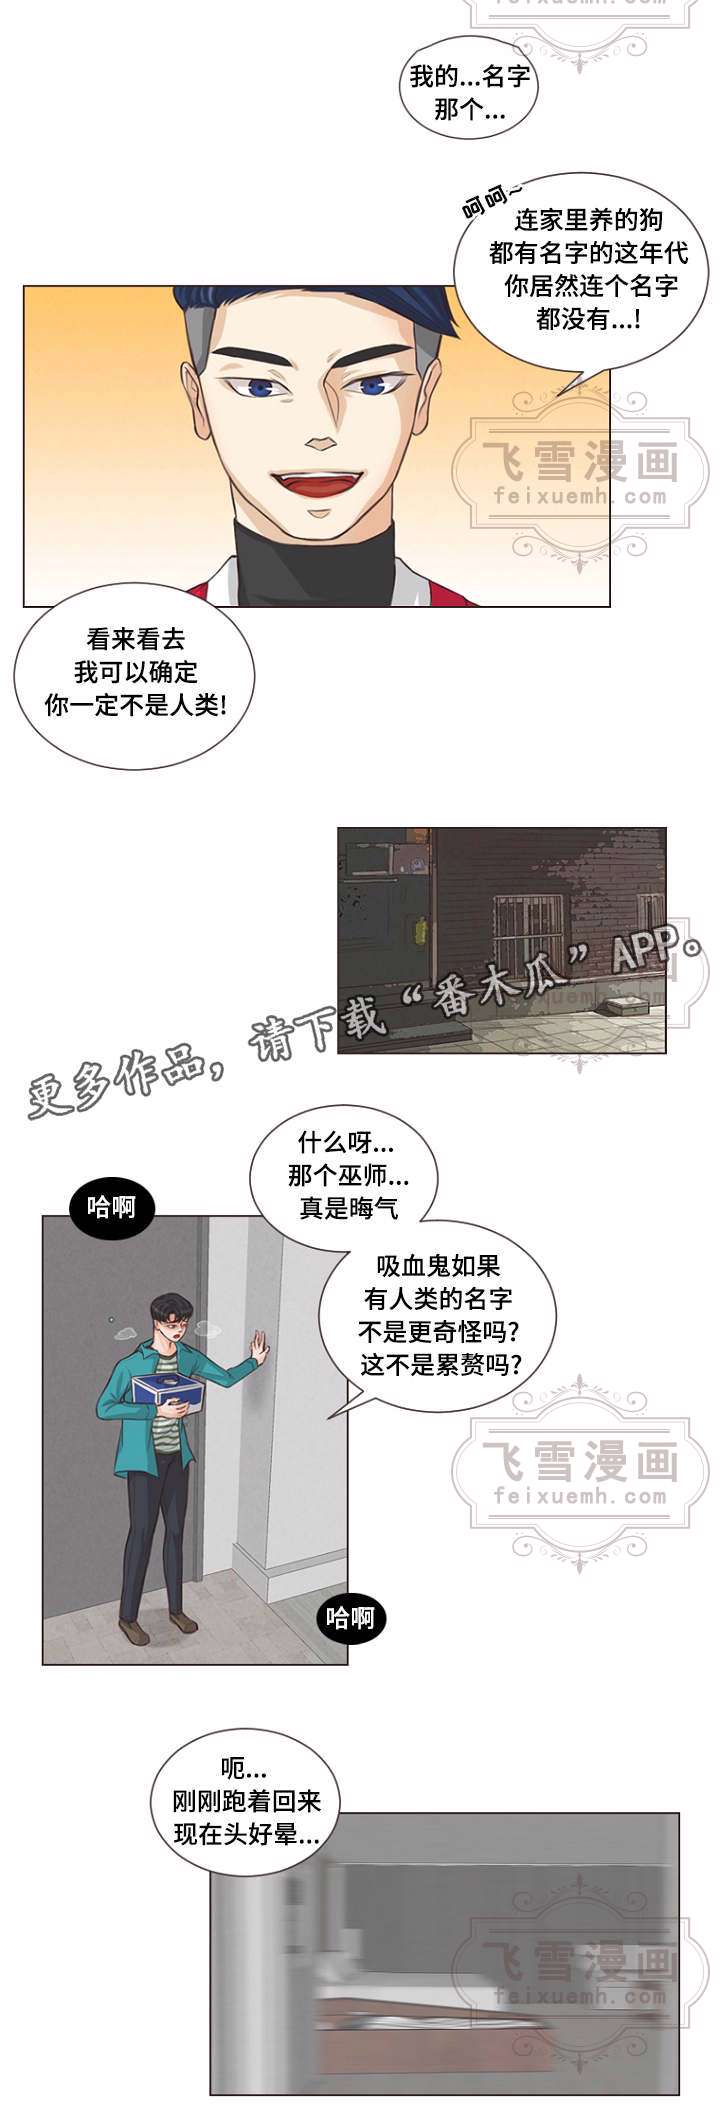 feixuemh.com
我的...名字
那个...
呵呵~
连家里养的狗
都有名字的这年代
你居然连个名字
都没有...!
飞雪漫画
feixuemh.com
看来看去
我可以确定
你一定不是人类!
更多作品，请下载“番木瓜”APP。
feixuemh.com
什么呀...
那个巫师...
真是晦气
哈啊
吸血鬼如果
有人类的名字
不是更奇怪吗?
这不是累赘吗?
飞雪漫画
feixuemh.com
哈啊
呃...
刚刚跑着回来
现在头好晕...
飞雪漫画
feixuemh.com